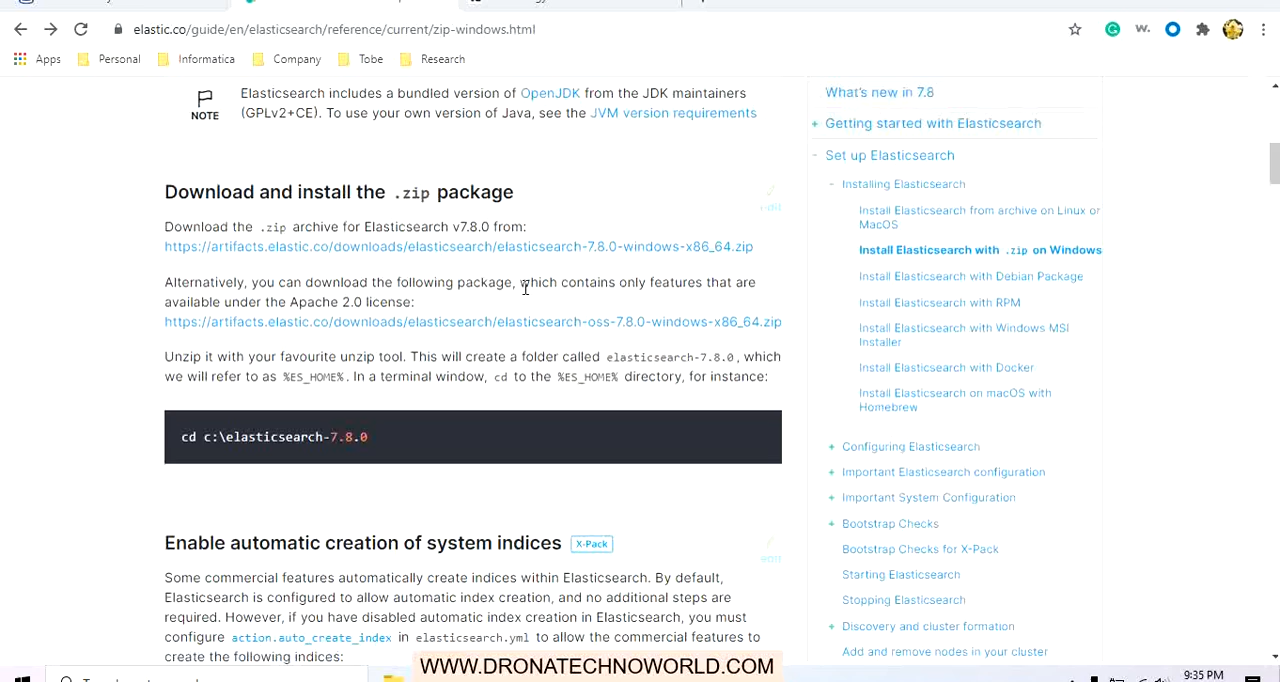 elastic.co/guide/en/elasticsearch/reference/current/zip-windows.html
Apps Personal Informatica Company Tobe Research
NOTE
Elasticsearch includes a bundled version of OpenJDK from the JDK maintainers
(GPLv2+CE). To use your own version of Java, see the JVM version requirements
Download and install the .zip package
edit
Download the .zip archive for Elasticsearch v7.8.0 from:
https://artifacts.elastic.co/downloads/elasticsearch/elasticsearch-7.8.0-windows-x86_64.zip
Alternatively, you can download the following package, which contains only features that are
available under the Apache 2.0 license:
https://artifacts.elastic.co/downloads/elasticsearch/elasticsearch-oss-7.8.0-windows-x86_64.zip
Unzip it with your favourite unzip tool. This will create a folder called elasticsearch-7.8.0, which
we will refer to as %ES_HOME%. In a terminal window, cd to the %ES_HOME% directory, for instance:
cd c:\elasticsearch-7.8.0
Enable automatic creation of system indices X-Pack
edit
Some commercial features automatically create indices within Elasticsearch. By default,
Elasticsearch is configured to allow automatic index creation, and no additional steps are
required. However, if you have disabled automatic index creation in Elasticsearch, you must
configure action.auto_create_index in elasticsearch.yml to allow the commercial features to
create the following indices:
What's new in 7.8
+ Getting started with Elasticsearch
- Set up Elasticsearch
- Installing Elasticsearch
Install Elasticsearch from archive on Linux or
MacOS
Install Elasticsearch with .zip on Windows
Install Elasticsearch with Debian Package
Install Elasticsearch with RPM
Install Elasticsearch with Windows MSI
Installer
Install Elasticsearch with Docker
Install Elasticsearch on macOS with
Homebrew
+ Configuring Elasticsearch
+ Important Elasticsearch configuration
+ Important System Configuration
+ Bootstrap Checks
Bootstrap Checks for X-Pack
Starting Elasticsearch
Stopping Elasticsearch
+ Discovery and cluster formation
Add and remove nodes in your cluster
WWW.DRONATECHNOWORLD.COM
9:35 PM